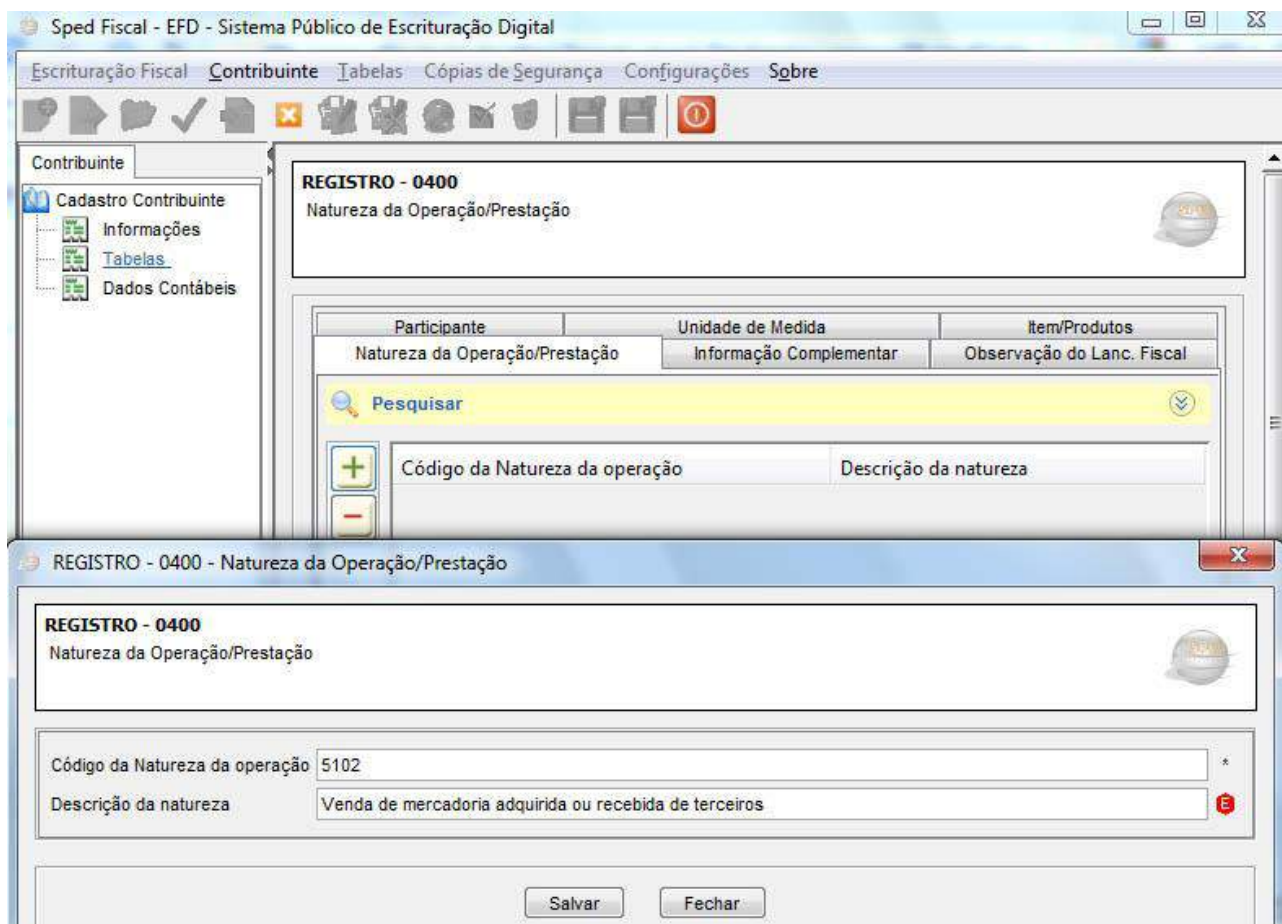 Sped Fiscal - EFD - Sistema Público de Escrituração Digital
Escrituração Fiscal Contribuinte Tabelas Cópias de Segurança Configurações Sobre
Contribuinte
Cadastro Contribuinte
Informações
Tabelas
Dados Contábeis
REGISTRO - 0400
Natureza da Operação/Prestação
Participante Unidade de Medida Item/Produtos
Natureza da Operação/Prestação Informação Complementar Observação do Lanc. Fiscal
Pesquisar
Código da Natureza da operação Descrição da natureza
REGISTRO - 0400 - Natureza da Operação/Prestação
REGISTRO - 0400
Natureza da Operação/Prestação
Código da Natureza da operação 5102 *
Descrição da natureza Venda de mercadoria adquirida ou recebida de terceiros E
Salvar Fechar